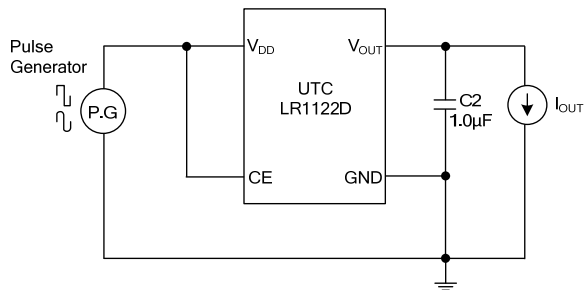 Pulse
Generator
P.G
VDD
VOUT
UTC
LR1122D
C2
1.0μF
IOUT
CE
GND